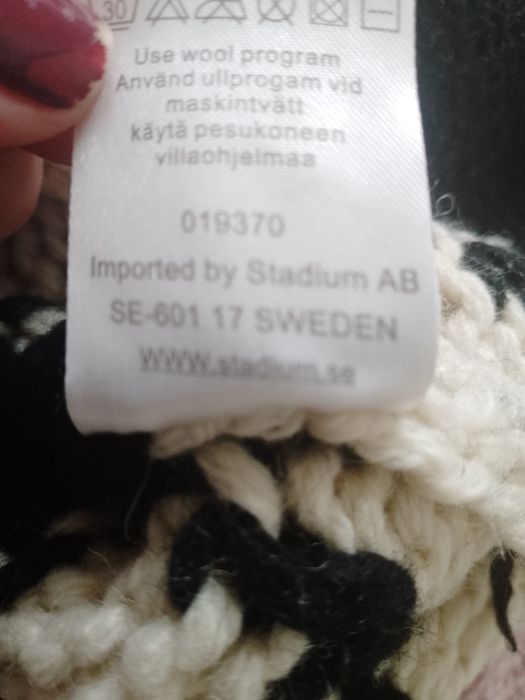 30
Use wool program
Använd ullprogam vid
maskintvätt
käytä pesukoneen
villaohjelmaa
019370
Imported by Stadium AB
SE-601 17 SWEDEN
www.stadium.se